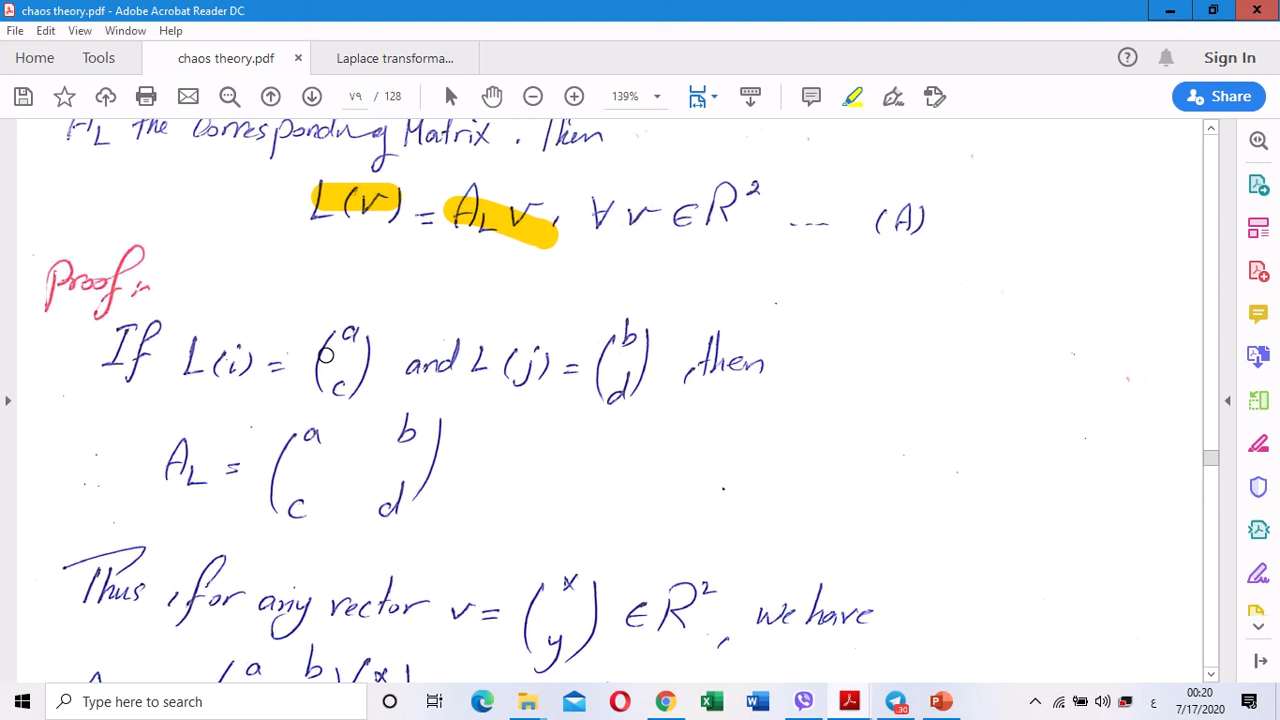 chaos theory.pdf - Adobe Acrobat Reader DC
File Edit View Window Help
Home Tools chaos theory.pdf × Laplace transforma... Sign In
٧٩ / 128 139% Share
A_L The Corresponding Matrix. Then
L(v) = A_L v, ∀ v ∈ R² ... (A)
Proof:
If L(i) = (a c) and L(j) = (b d), then
A_L = (a b
c d)
Thus, for any vector v = (x y) ∈ R², we have
(a b)(x)
Type here to search
30
ع
00:20
7/17/2020